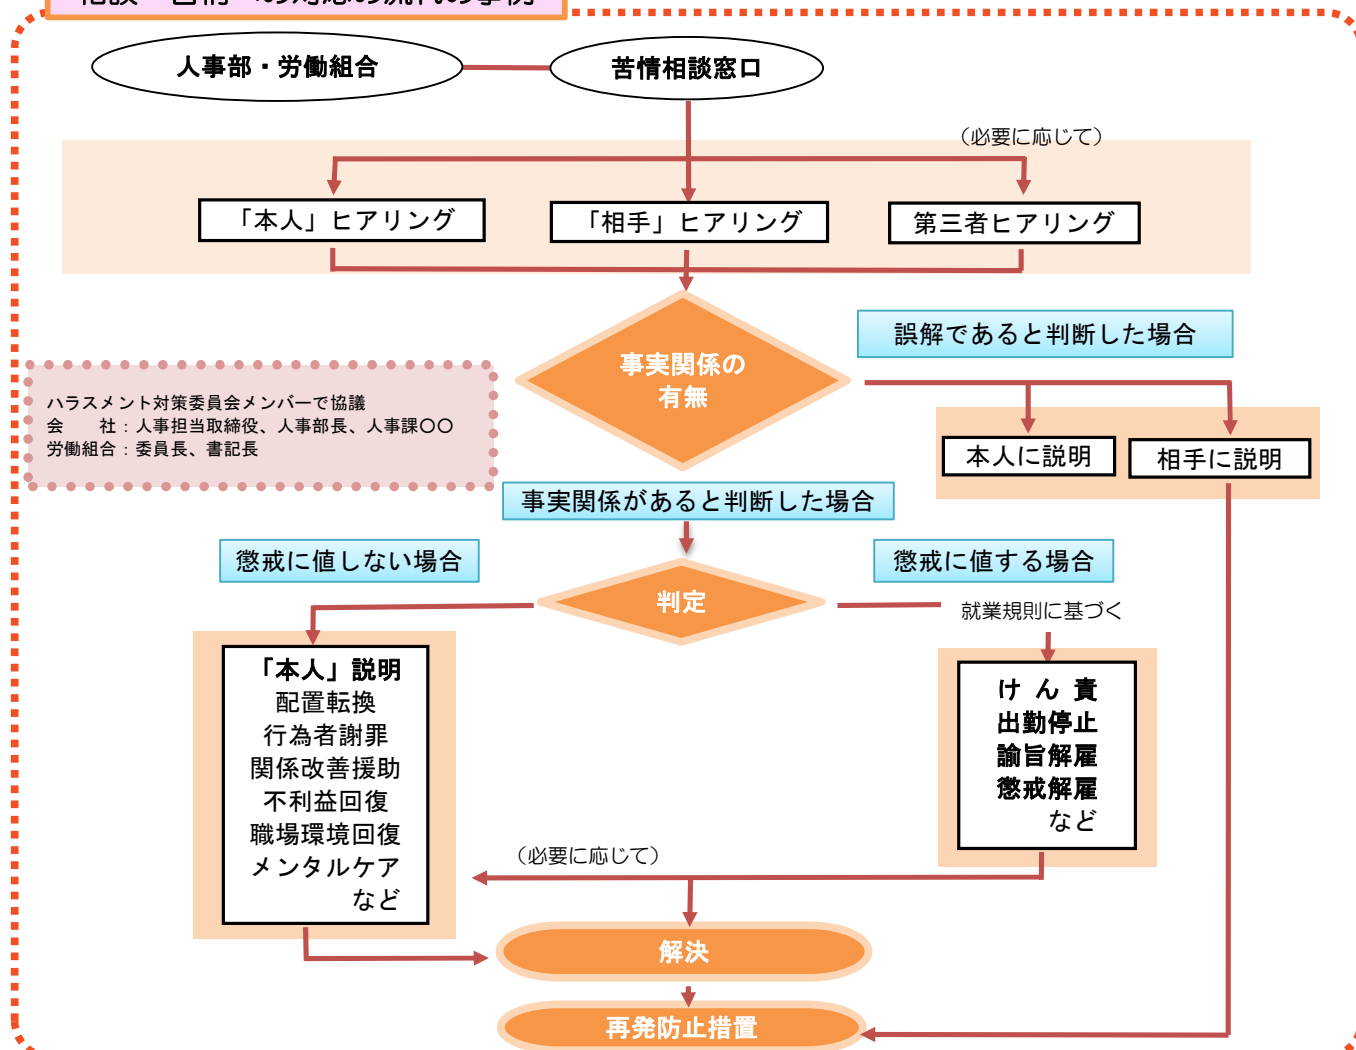 人事部・労働組合
苦情相談窓口
（必要に応じて）
「本人」ヒアリング
「相手」ヒアリング
第三者ヒアリング
事実関係の
有無
誤解であると判断した場合
ハラスメント対策委員会メンバーで協議
会　　社：人事担当取締役、人事部長、人事課〇〇
労働組合：委員長、書記長
本人に説明
相手に説明
事実関係があると判断した場合
懲戒に値しない場合
懲戒に値する場合
判定
就業規則に基づく
「本人」説明
配置転換
行為者謝罪
関係改善援助
不利益回復
職場環境回復
メンタルケア
など
け ん 責
出勤停止
諭旨解雇
懲戒解雇
など
（必要に応じて）
解決
再発防止措置